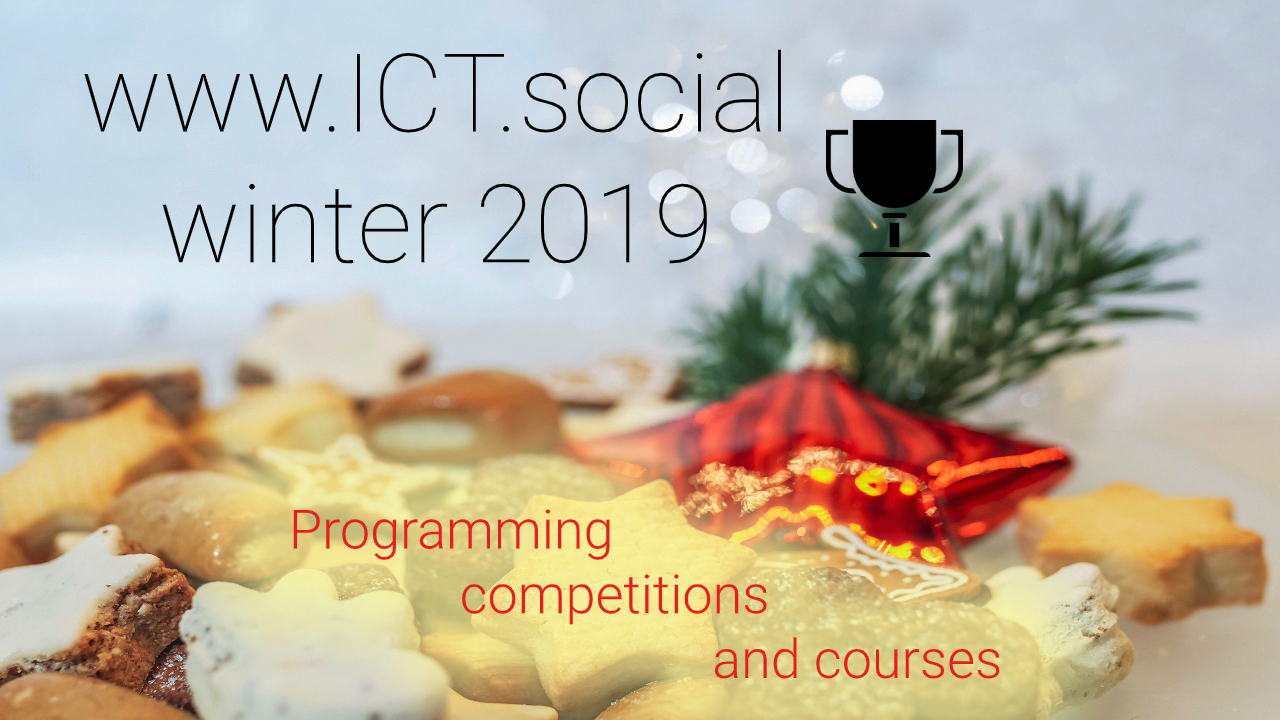 www.ICT.social
winter 2019
Programming
competitions
and courses